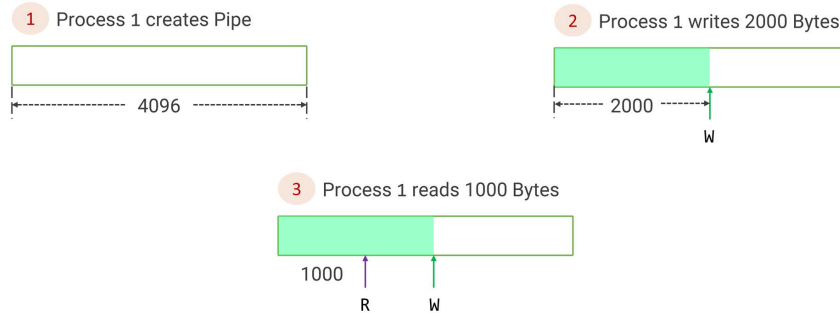 1 Process 1 creates Pipe
4096
2 Process 1 writes 2000 Bytes
2000
W
3 Process 1 reads 1000 Bytes
1000
R W